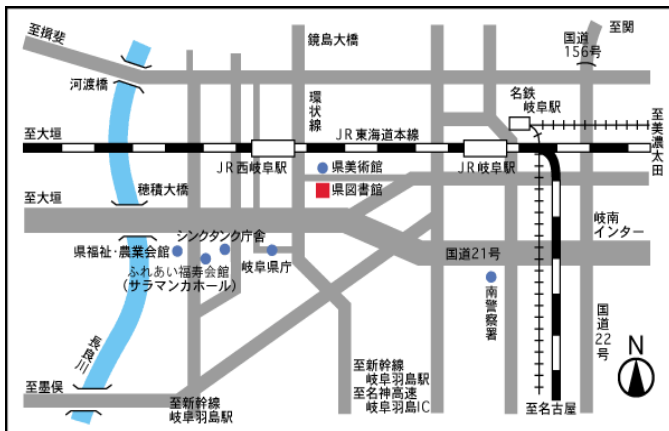 至揖斐
鏡島大橋
国道
156号
至関
河渡橋
環状線
名鉄
岐阜駅
至美濃太田
至大垣
JR東海道本線
JR西岐阜駅
JR岐阜駅
県美術館
県図書館
至大垣
穂積大橋
シンクタンク庁舎
県福祉・農業会館
ふれあい福寿会館
(サラマンカホール)
岐阜県庁
国道21号
岐南
インター
南警察署
国道22号
長良川
至墨俣
至新幹線
岐阜羽島駅
至新幹線
岐阜羽島駅
至名神高速
岐阜羽島IC
至名古屋
N